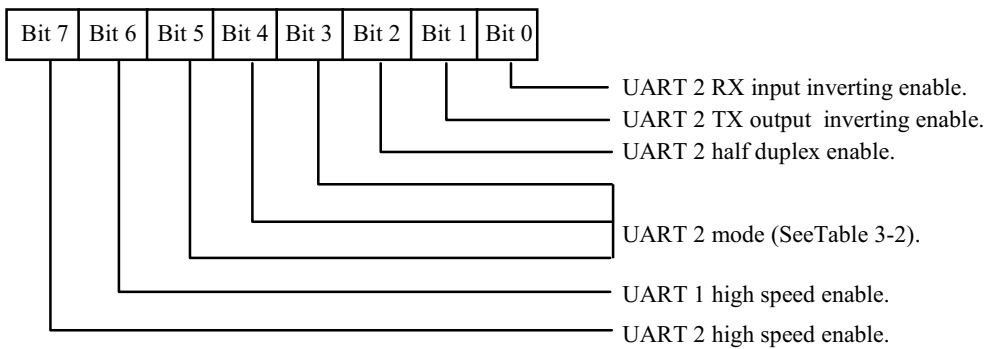 Bit 7 Bit 6 Bit 5 Bit 4 Bit 3 Bit 2 Bit 1 Bit 0
UART 2 RX input inverting enable.
UART 2 TX output inverting enable.
UART 2 half duplex enable.
UART 2 mode (SeeTable 3-2).
UART 1 high speed enable.
UART 2 high speed enable.